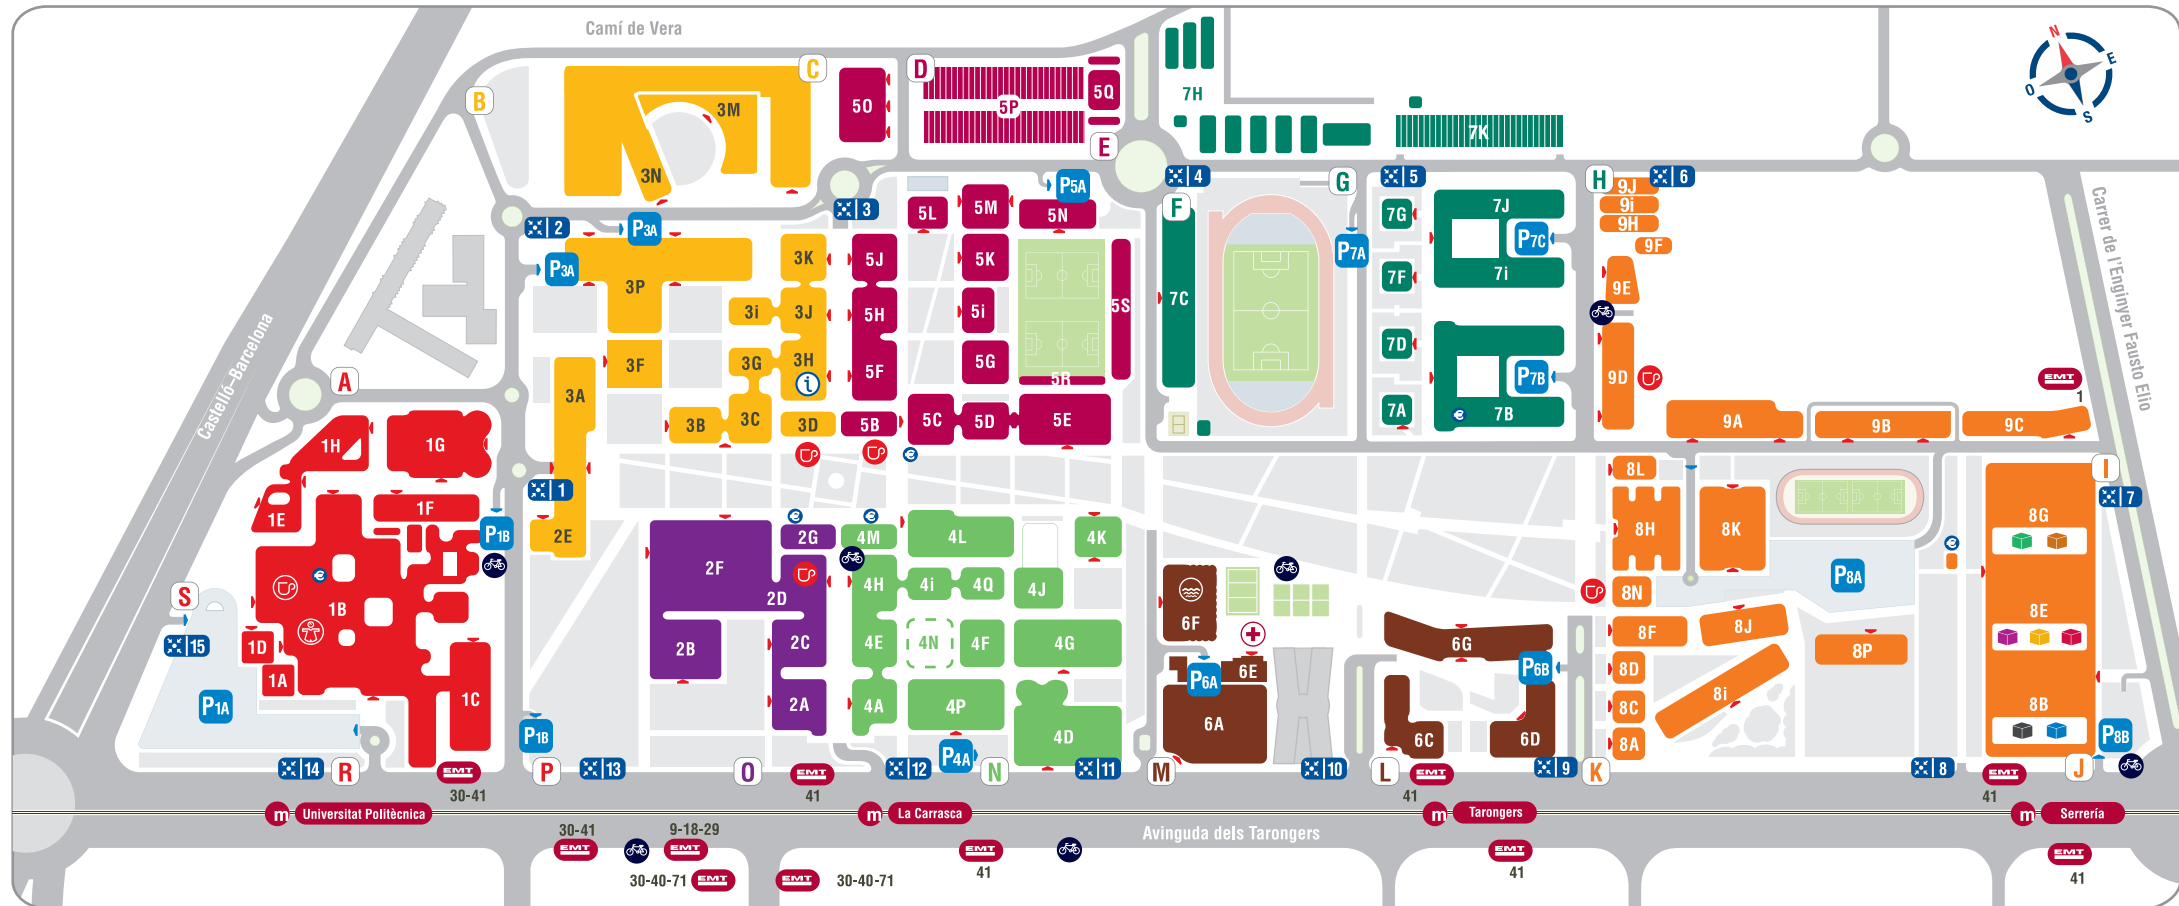 Camí de Vera
N
E
S
O
B
C
D
E
3M
3N
5O
5P
5Q
7H
7K
2
3
4
5
6
P3A
P3A
P5A
F
G
H
P7A
P7B
P7C
3P
3K
3i
3J
3G
3H
i
3F
3A
3B
3C
3D
5L
5M
5N
5J
5K
5H
5i
5F
5G
5S
5R
5B
5C
5D
5E
7C
7G
7F
7D
7A
7J
7i
7B
9J
9i
9H
9F
9E
9D
9A
9B
9C
Castelló–Barcelona
Carrer de l'Enginyer Fausto Elio
EMT
1
A
1H
1G
1E
1F
1B
1D
1A
1C
P1B
P1B
P1A
S
15
1
2E
2F
2G
2D
2B
2C
2A
4M
4L
4K
4H
4i
4Q
4J
4E
4N
4F
4G
4A
4P
4D
P4A
6F
6E
6A
P6A
6G
6C
6D
P6B
8L
8H
8K
8N
8F
8J
8D
8i
8C
8A
8P
P8A
8G
8E
8B
P8B
I
7
14
R
EMT
30-41
P
13
O
EMT
41
12
N
11
M
10
L
EMT
41
9
K
8
EMT
41
J
m Universitat Politècnica
m La Carrasca
m Tarongers
m Serrería
Avinguda dels Tarongers
30-41
EMT
9-18-29
EMT
30-40-71 EMT
EMT 30-40-71
EMT
41
EMT
41
EMT
41